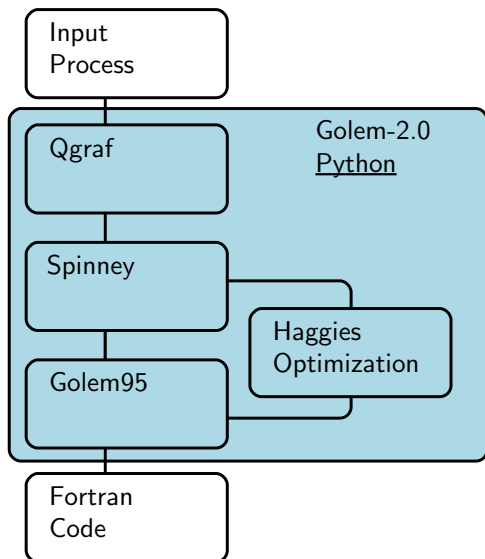 Input
Process
Golem-2.0
Python
Qgraf
Spinney
Haggies
Optimization
Golem95
Fortran
Code